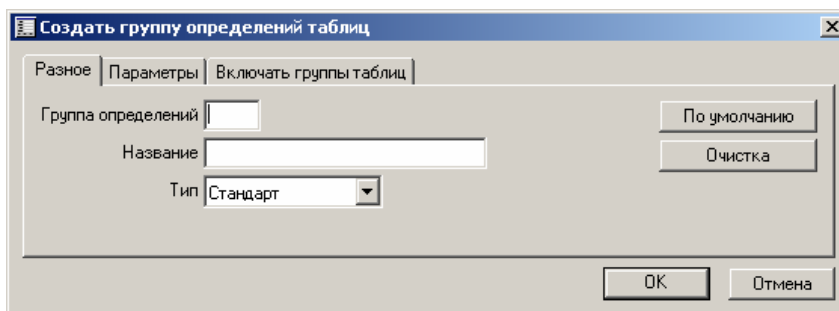 Создать группу определений таблиц
Разное Параметры Включать группы таблиц
Группа определений По умолчанию
Название Очистка
Тип Стандарт
OK Отмена